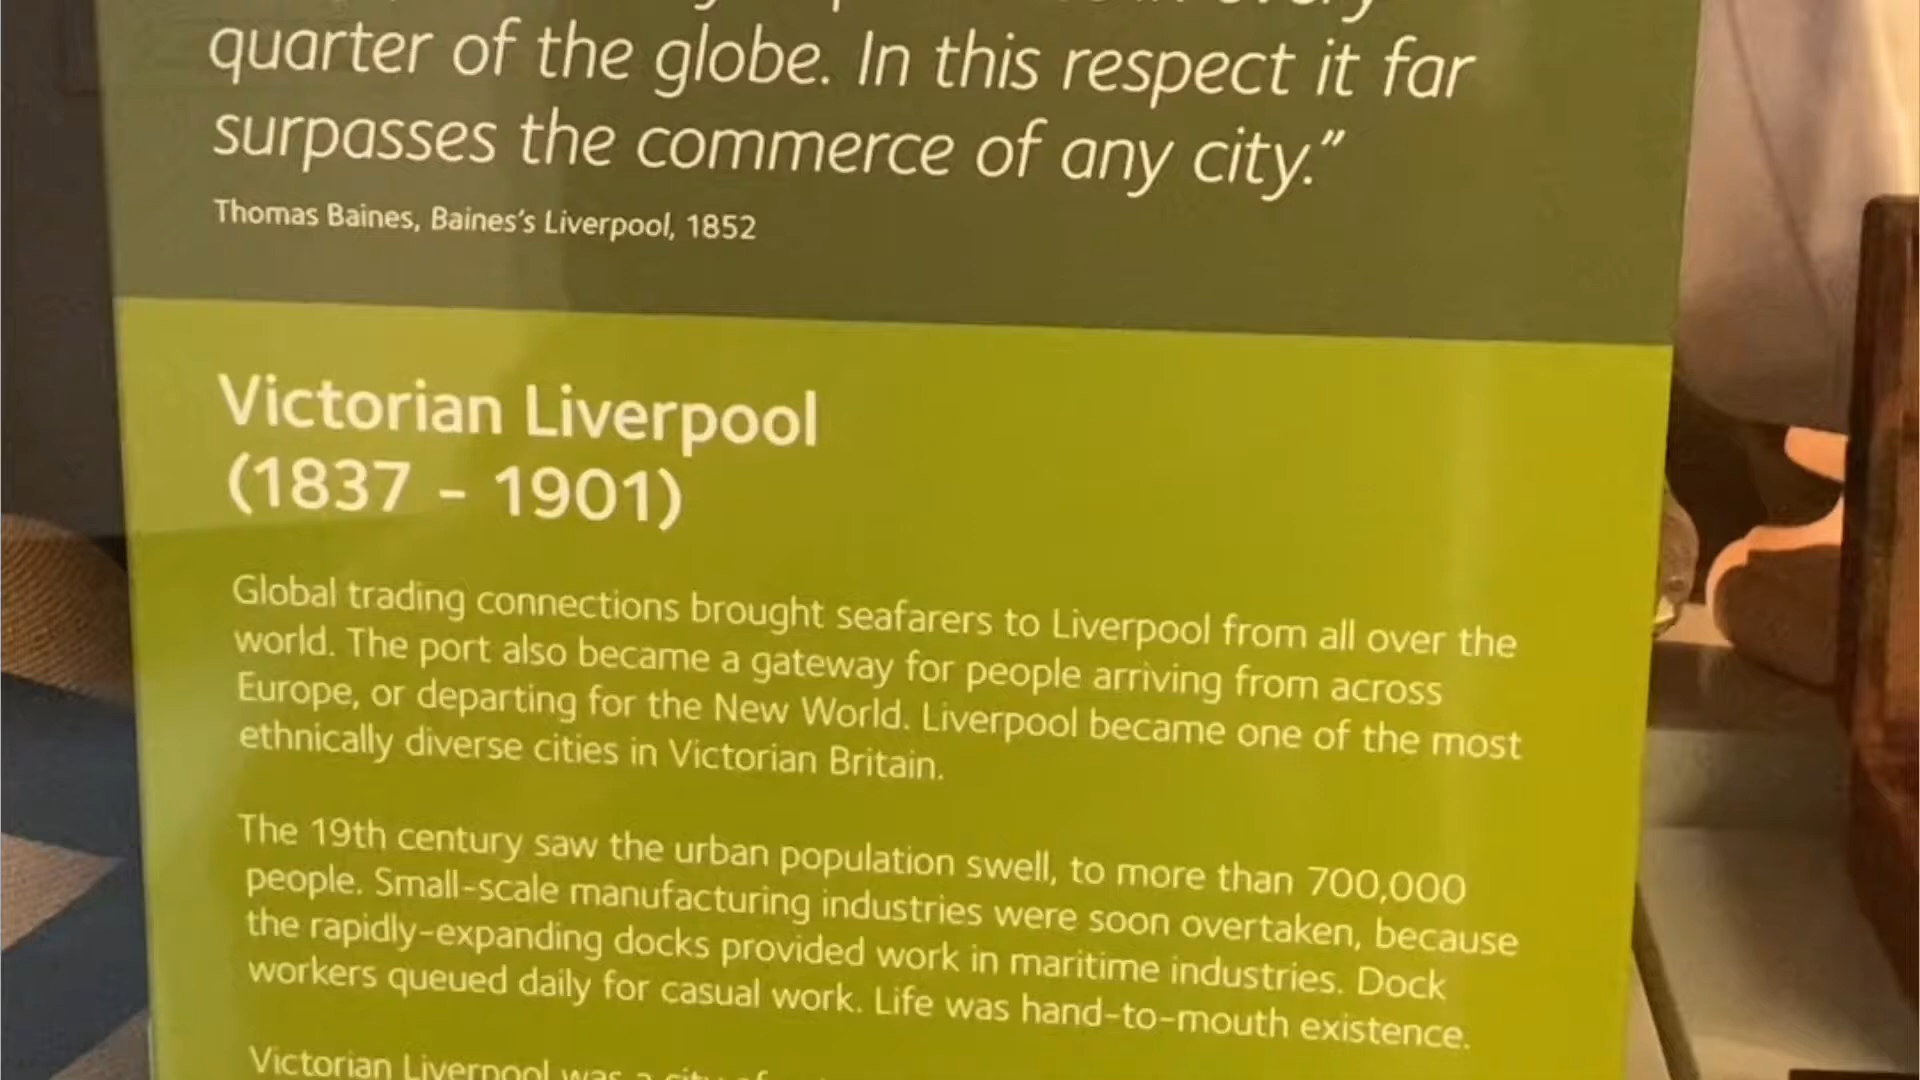 quarter of the globe. In this respect it far
surpasses the commerce of any city.”
Thomas Baines, Baines’s Liverpool, 1852
Victorian Liverpool
(1837 - 1901)
Global trading connections brought seafarers to Liverpool from all over the
world. The port also became a gateway for people arriving from across
Europe, or departing for the New World. Liverpool became one of the most
ethnically diverse cities in Victorian Britain.
The 19th century saw the urban population swell, to more than 700,000
people. Small-scale manufacturing industries were soon overtaken, because
the rapidly-expanding docks provided work in maritime industries. Dock
workers queued daily for casual work. Life was hand-to-mouth existence.
Victorian Liverpool was a city of